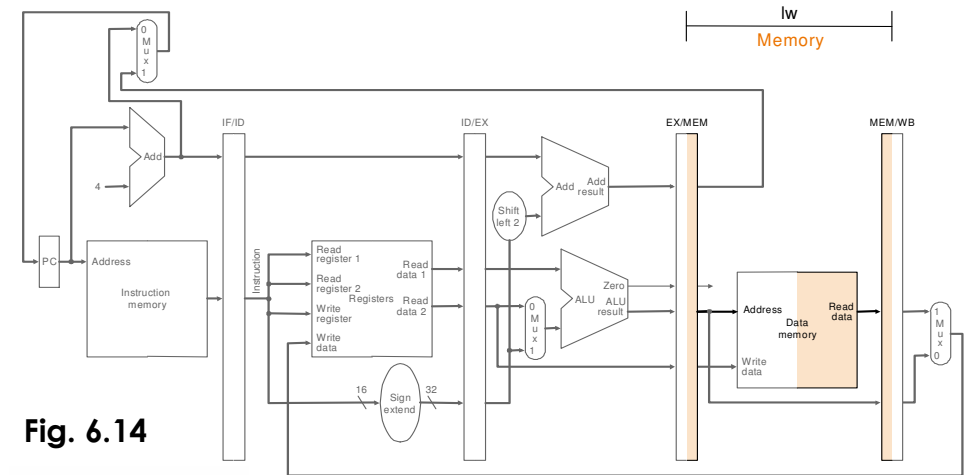 lw
Memory
0
M
u
x
1
IF/ID
ID/EX
EX/MEM
MEM/WB
Add
4
Add
Add
result
Shift
left 2
PC
Address
Instruction
memory
Instruction
Read
register 1
Read
register 2
Write
register
Write
data
Registers
Read
data 1
Read
data 2
0
M
u
x
1
Zero
ALU
ALU
result
Address
Read
data
Data
memory
Write
data
1
M
u
x
0
16
Sign
extend
32
Fig. 6.14